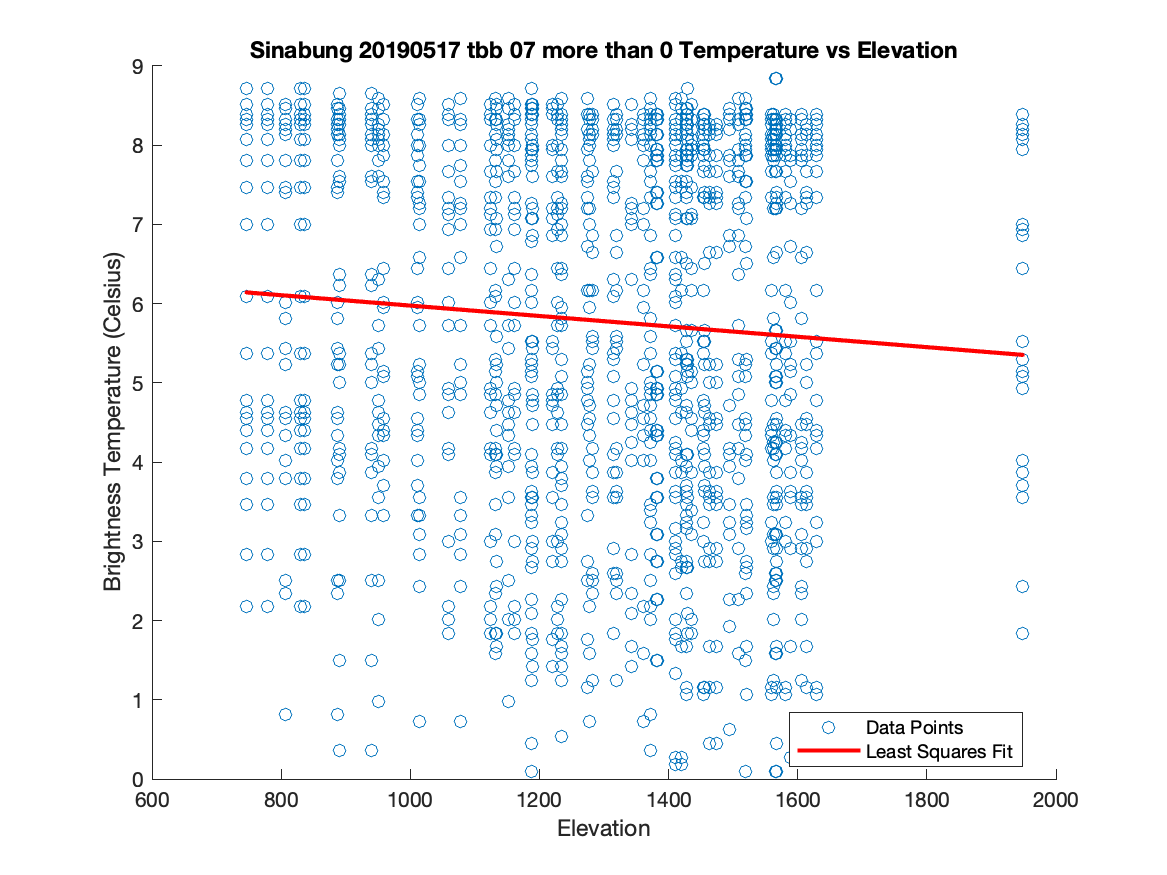 Sinabung 20190517 tbb 07 more than 0 Temperature vs Elevation
9
8
7
6
5
4
3
2
1
0
Brightness Temperature (Celsius)
Data Points
Least Squares Fit
600 800 1000 1200 1400 1600 1800 2000
Elevation